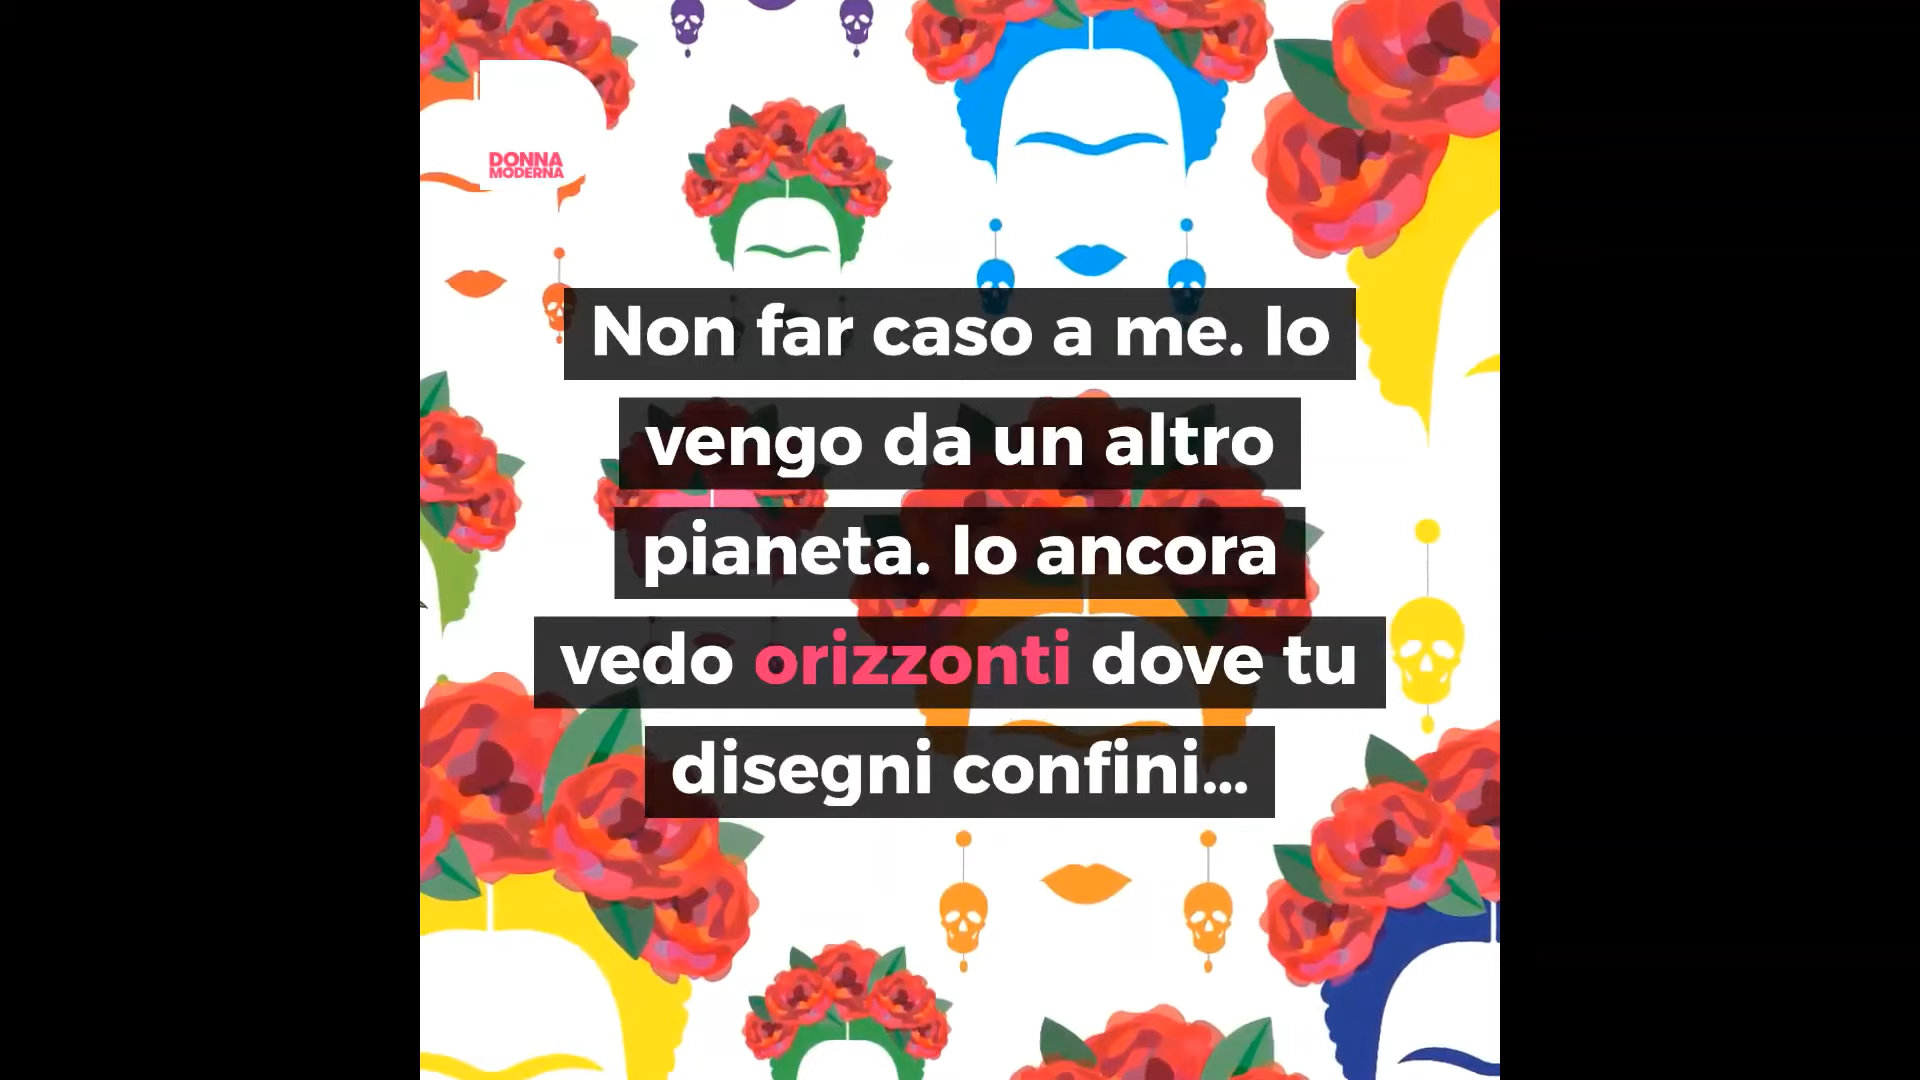 DONNA
MODERNA
Non far caso a me. Io
vengo da un altro
pianeta. Io ancora
vedo orizzonti dove tu
disegni confini...